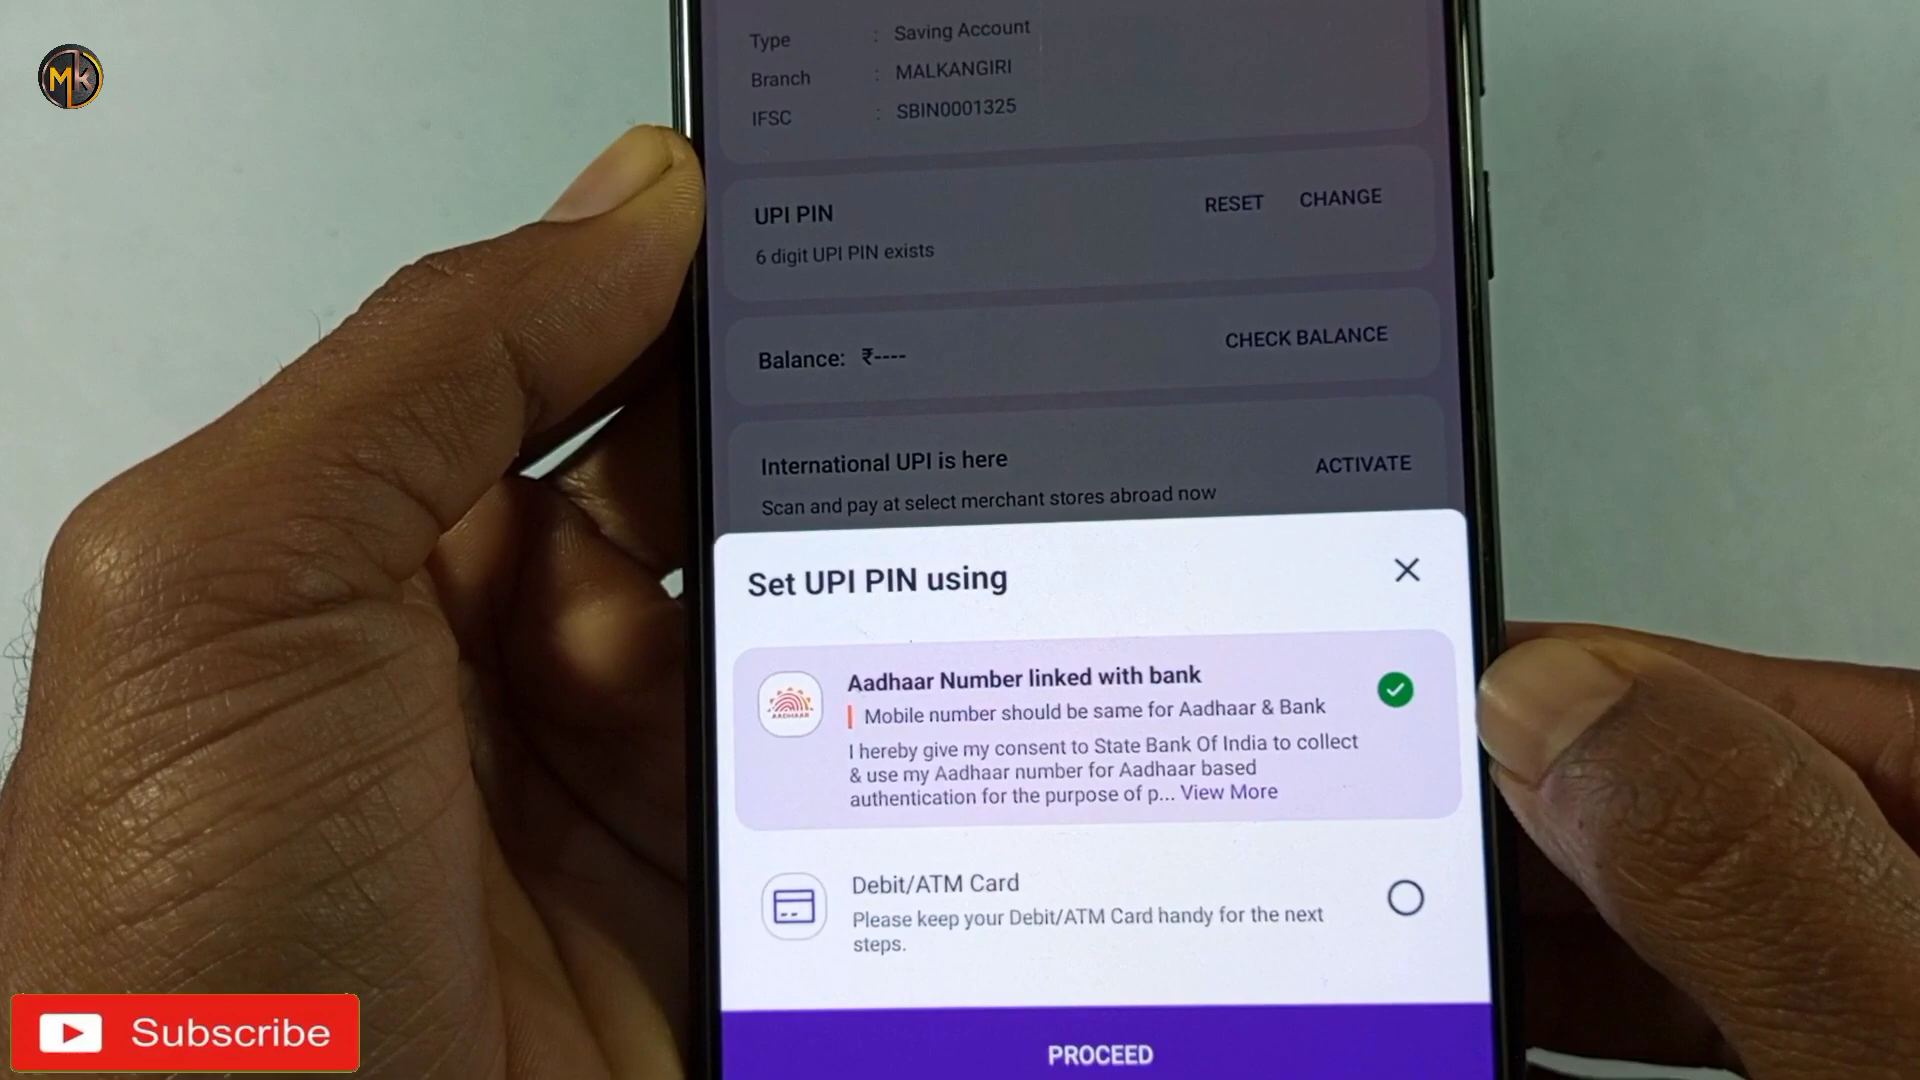 MK
Type : Saving Account
Branch : MALKANGIRI
IFSC : SBIN0001325
UPI PIN RESET CHANGE
6 digit UPI PIN exists
Balance: ₹---- CHECK BALANCE
International UPI is here ACTIVATE
Scan and pay at select merchant stores abroad now
Set UPI PIN using
Aadhaar Number linked with bank
Mobile number should be same for Aadhaar & Bank
AADHAAR
I hereby give my consent to State Bank Of India to collect
& use my Aadhaar number for Aadhaar based
authentication for the purpose of p... View More
Debit/ATM Card
Please keep your Debit/ATM Card handy for the next
steps.
PROCEED
Subscribe